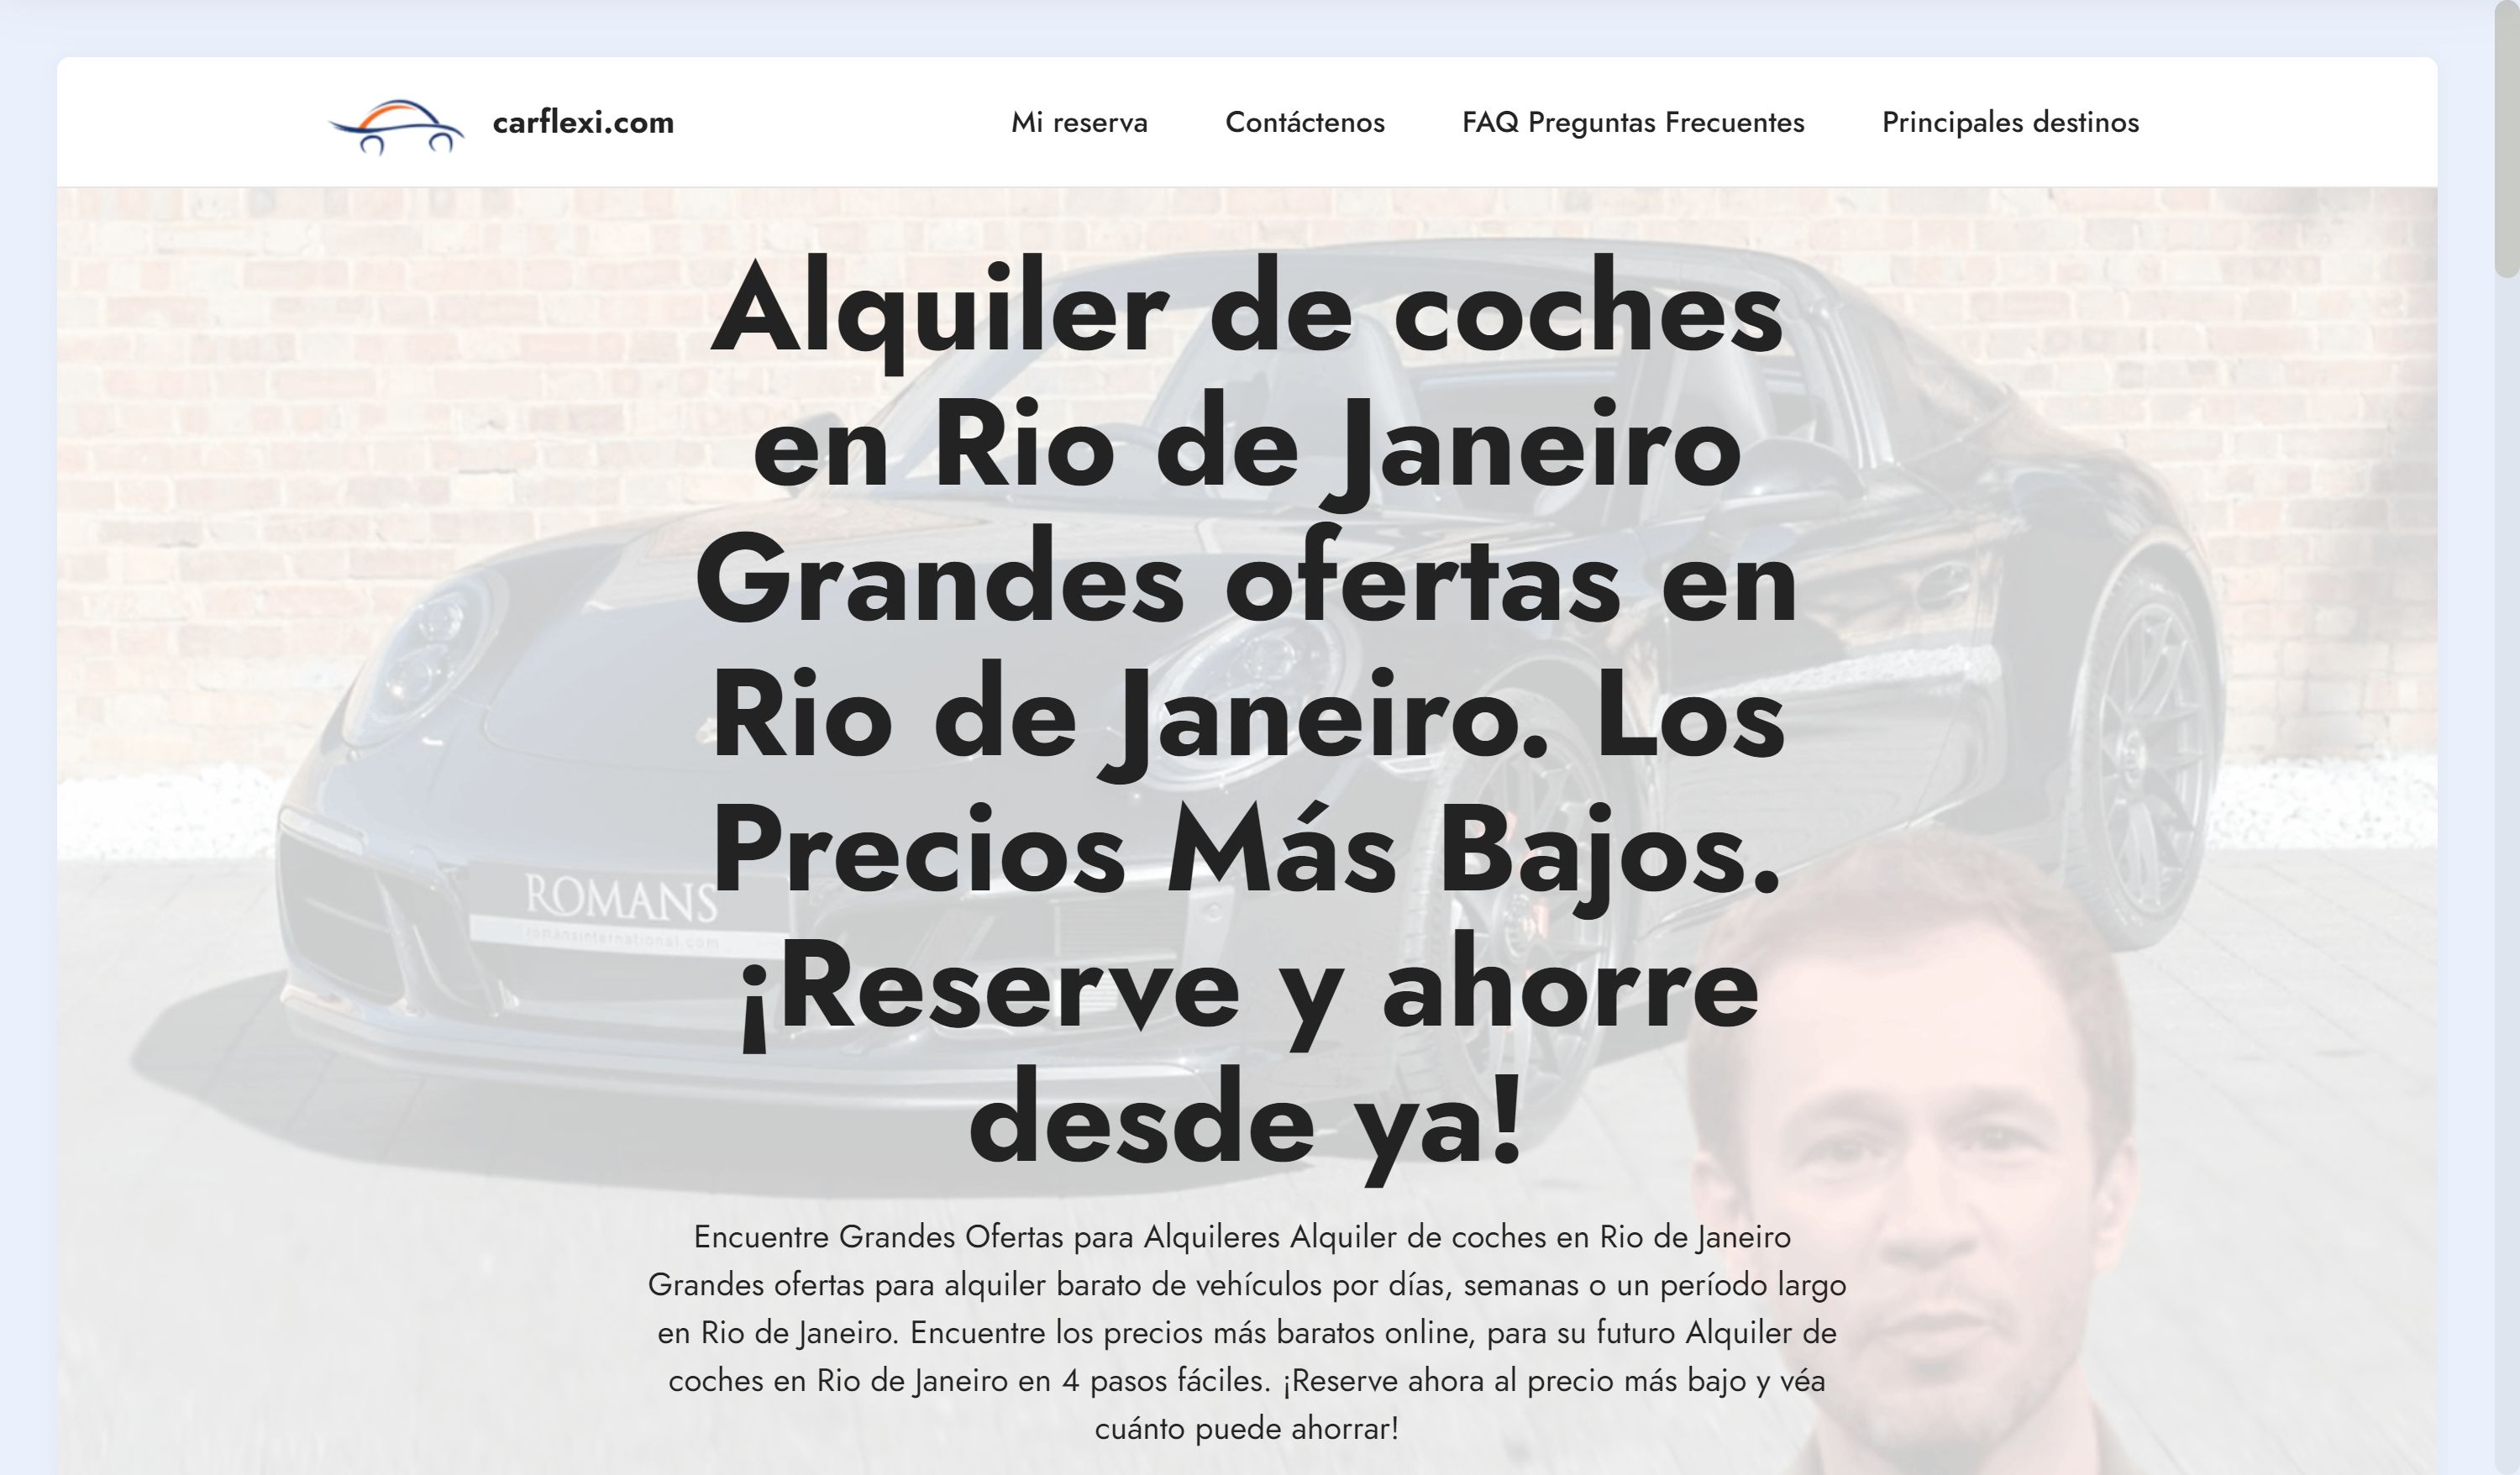 carflexi.com
Mi reserva
Contáctenos
FAQ Preguntas Frecuentes
Principales destinos
Alquiler de coches
en Rio de Janeiro
Grandes ofertas en
Rio de Janeiro. Los
Precios Más Bajos.
¡Reserve y ahorre
desde ya!
ROMANS
romansinternational.com
Encuentre Grandes Ofertas para Alquileres Alquiler de coches en Rio de Janeiro
Grandes ofertas para alquiler barato de vehículos por días, semanas o un período largo
en Rio de Janeiro. Encuentre los precios más baratos online, para su futuro Alquiler de
coches en Rio de Janeiro en 4 pasos fáciles. ¡Reserve ahora al precio más bajo y véa
cuánto puede ahorrar!